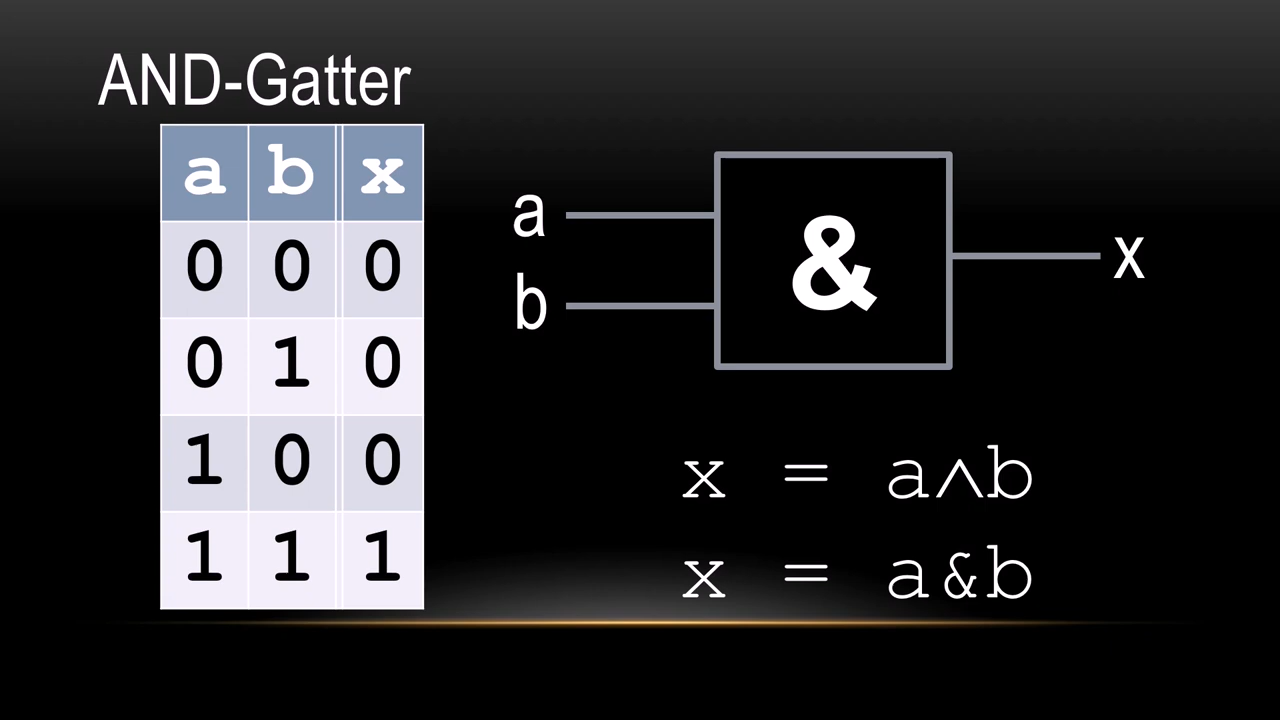 AND-Gatter
a b x
0 0 0
0 1 0
1 0 0
1 1 1
a
b
&
x
x = a∧b
x = a&b